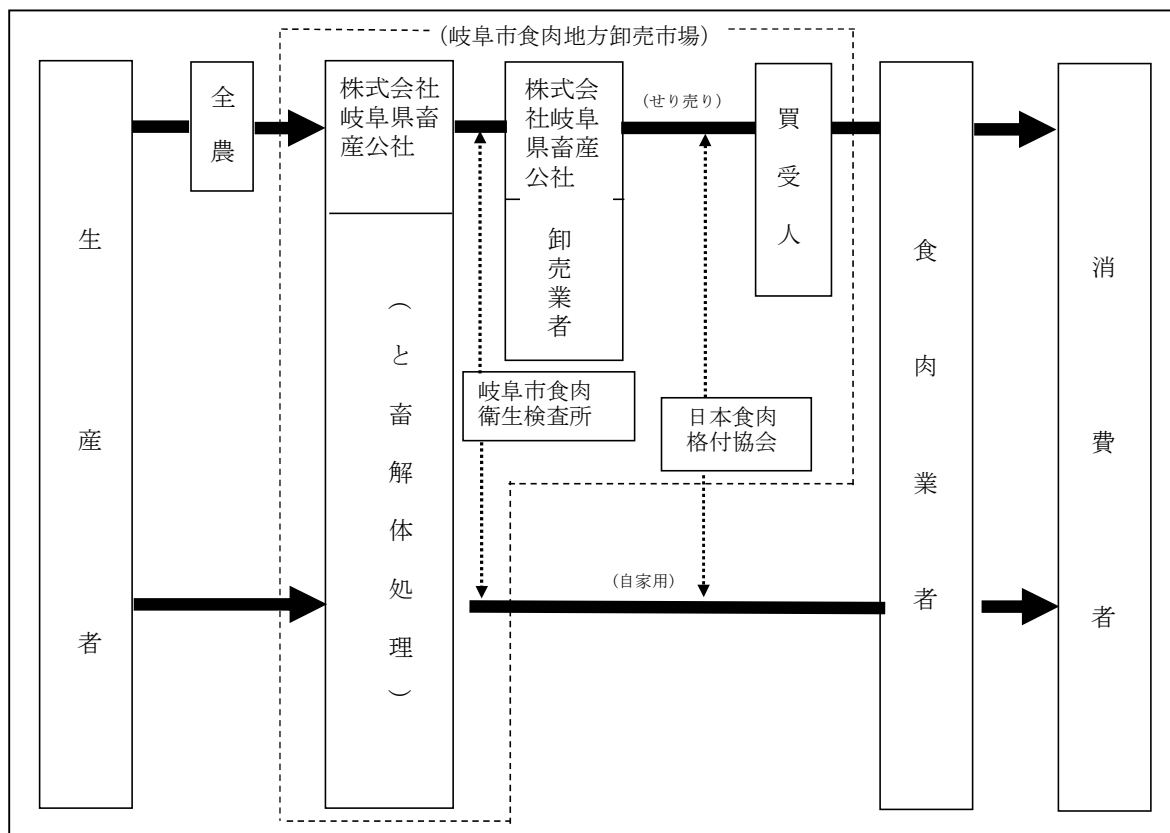 (岐阜市食肉地方卸売市場)
生産者
全農
株式会社
岐阜県畜
産公社
(と畜解体処理)
株式会
社岐阜
県畜産
公社
卸売業者
(せり売り)
買受人
岐阜市食肉
衛生検査所
日本食肉
格付協会
(自家用)
食肉業者
消費者